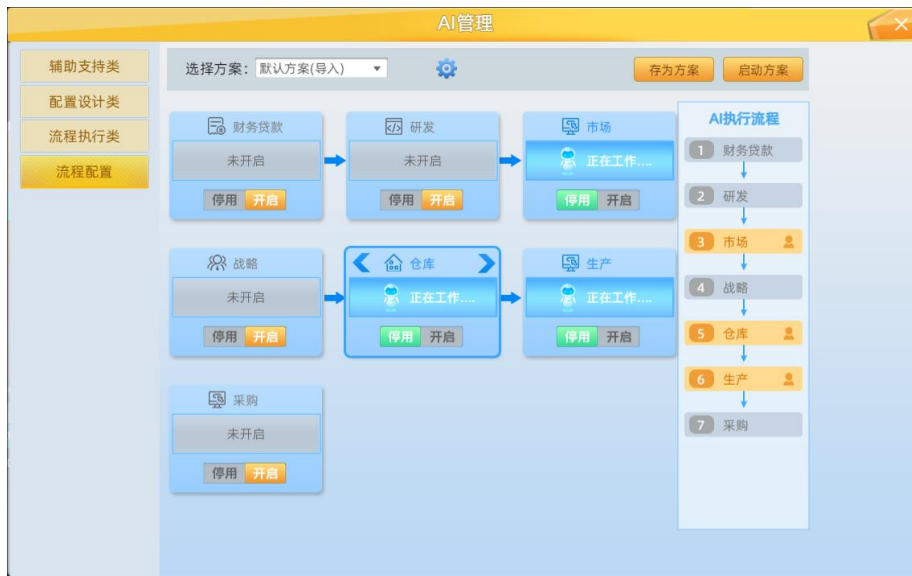 AI管理
辅助支持类
配置设计类
流程执行类
流程配置
选择方案： 默认方案(导入)
存为方案 启动方案
财务贷款
未开启
停用 开启
研发
未开启
停用 开启
市场
正在工作....
停用 开启
战略
未开启
停用 开启
仓库
正在工作....
停用 开启
生产
正在工作....
停用 开启
采购
未开启
停用 开启
AI执行流程
1 财务贷款
2 研发
3 市场
4 战略
5 仓库
6 生产
7 采购